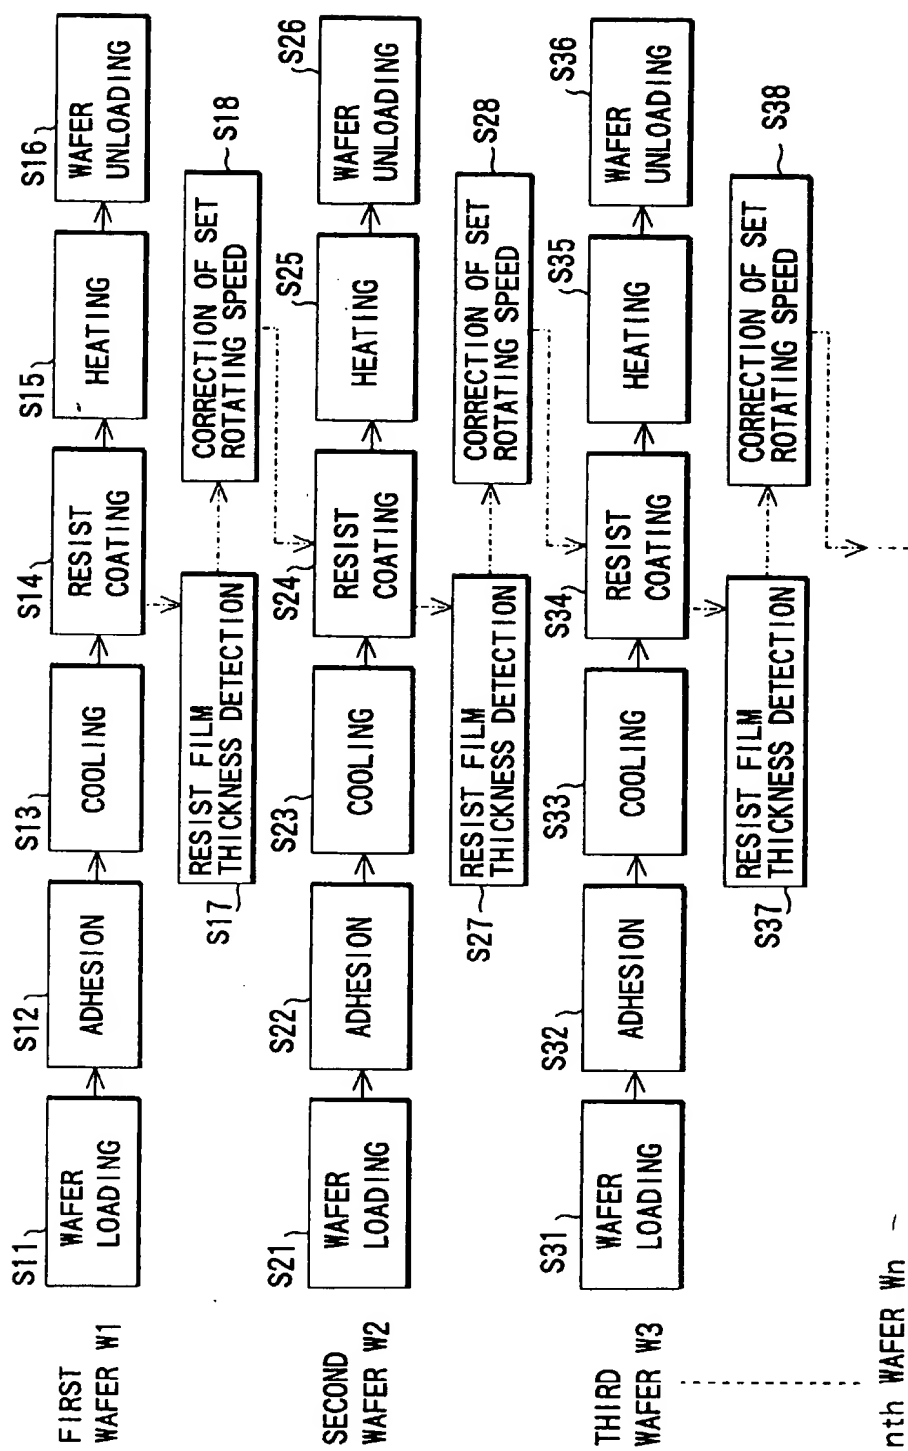 FIRST
WAFER W1
S11
WAFER
LOADING
S12
ADHESION
S13
COOLING
S14
RESIST
COATING
S15
HEATING
S16
WAFER
UNLOADING
S17
RESIST FILM
THICKNESS DETECTION
S18
CORRECTION OF SET
ROTATING SPEED
SECOND
WAFER W2
S21
WAFER
LOADING
S22
ADHESION
S23
COOLING
S24
RESIST
COATING
S25
HEATING
S26
WAFER
UNLOADING
S27
RESIST FILM
THICKNESS DETECTION
S28
CORRECTION OF SET
ROTATING SPEED
THIRD
WAFER W3
S31
WAFER
LOADING
S32
ADHESION
S33
COOLING
S34
RESIST
COATING
S35
HEATING
S36
WAFER
UNLOADING
S37
RESIST FILM
THICKNESS DETECTION
S38
CORRECTION OF SET
ROTATING SPEED
nth WAFER Wn